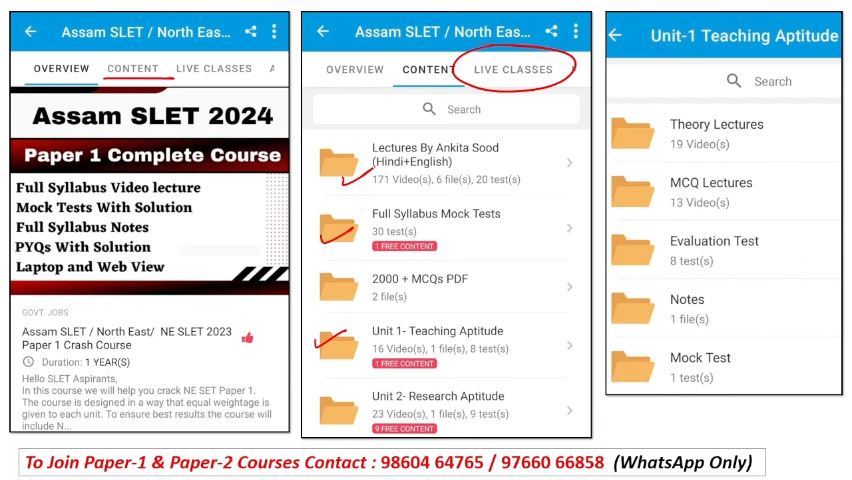 Assam SLET / North Eas...
OVERVIEW CONTENT LIVE CLASSES
Assam SLET 2024
Paper 1 Complete Course
Full Syllabus Video lecture
Mock Tests With Solution
Full Syllabus Notes
PYQs With Solution
Laptop and Web View
GOVT. JOBS
Assam SLET / North East/ NE SLET 2023
Paper 1 Crash Course
Duration: 1 YEAR(S)
Hello SLET Aspirants,
In this course we will help you crack NE SET Paper 1.
The course is designed in a way that equal weightage is
given to each unit. To ensure best results the course will
include N...
Assam SLET / North Eas...
OVERVIEW CONTENT LIVE CLASSES
Search
Lectures By Ankita Sood
(Hindi+English)
171 Video(s), 6 file(s), 20 test(s)
Full Syllabus Mock Tests
30 test(s)
1 FREE CONTENT
2000 + MCQs PDF
2 file(s)
Unit 1- Teaching Aptitude
16 Video(s), 1 file(s), 8 test(s)
1 FREE CONTENT
Unit 2- Research Aptitude
23 Video(s), 1 file(s), 9 test(s)
9 FREE CONTENT
Unit-1 Teaching Aptitude
Search
Theory Lectures
19 Video(s)
MCQ Lectures
13 Video(s)
Evaluation Test
8 test(s)
Notes
1 file(s)
Mock Test
1 test(s)
To Join Paper-1 & Paper-2 Courses Contact : 98604 64765 / 97660 66858 (WhatsApp Only)